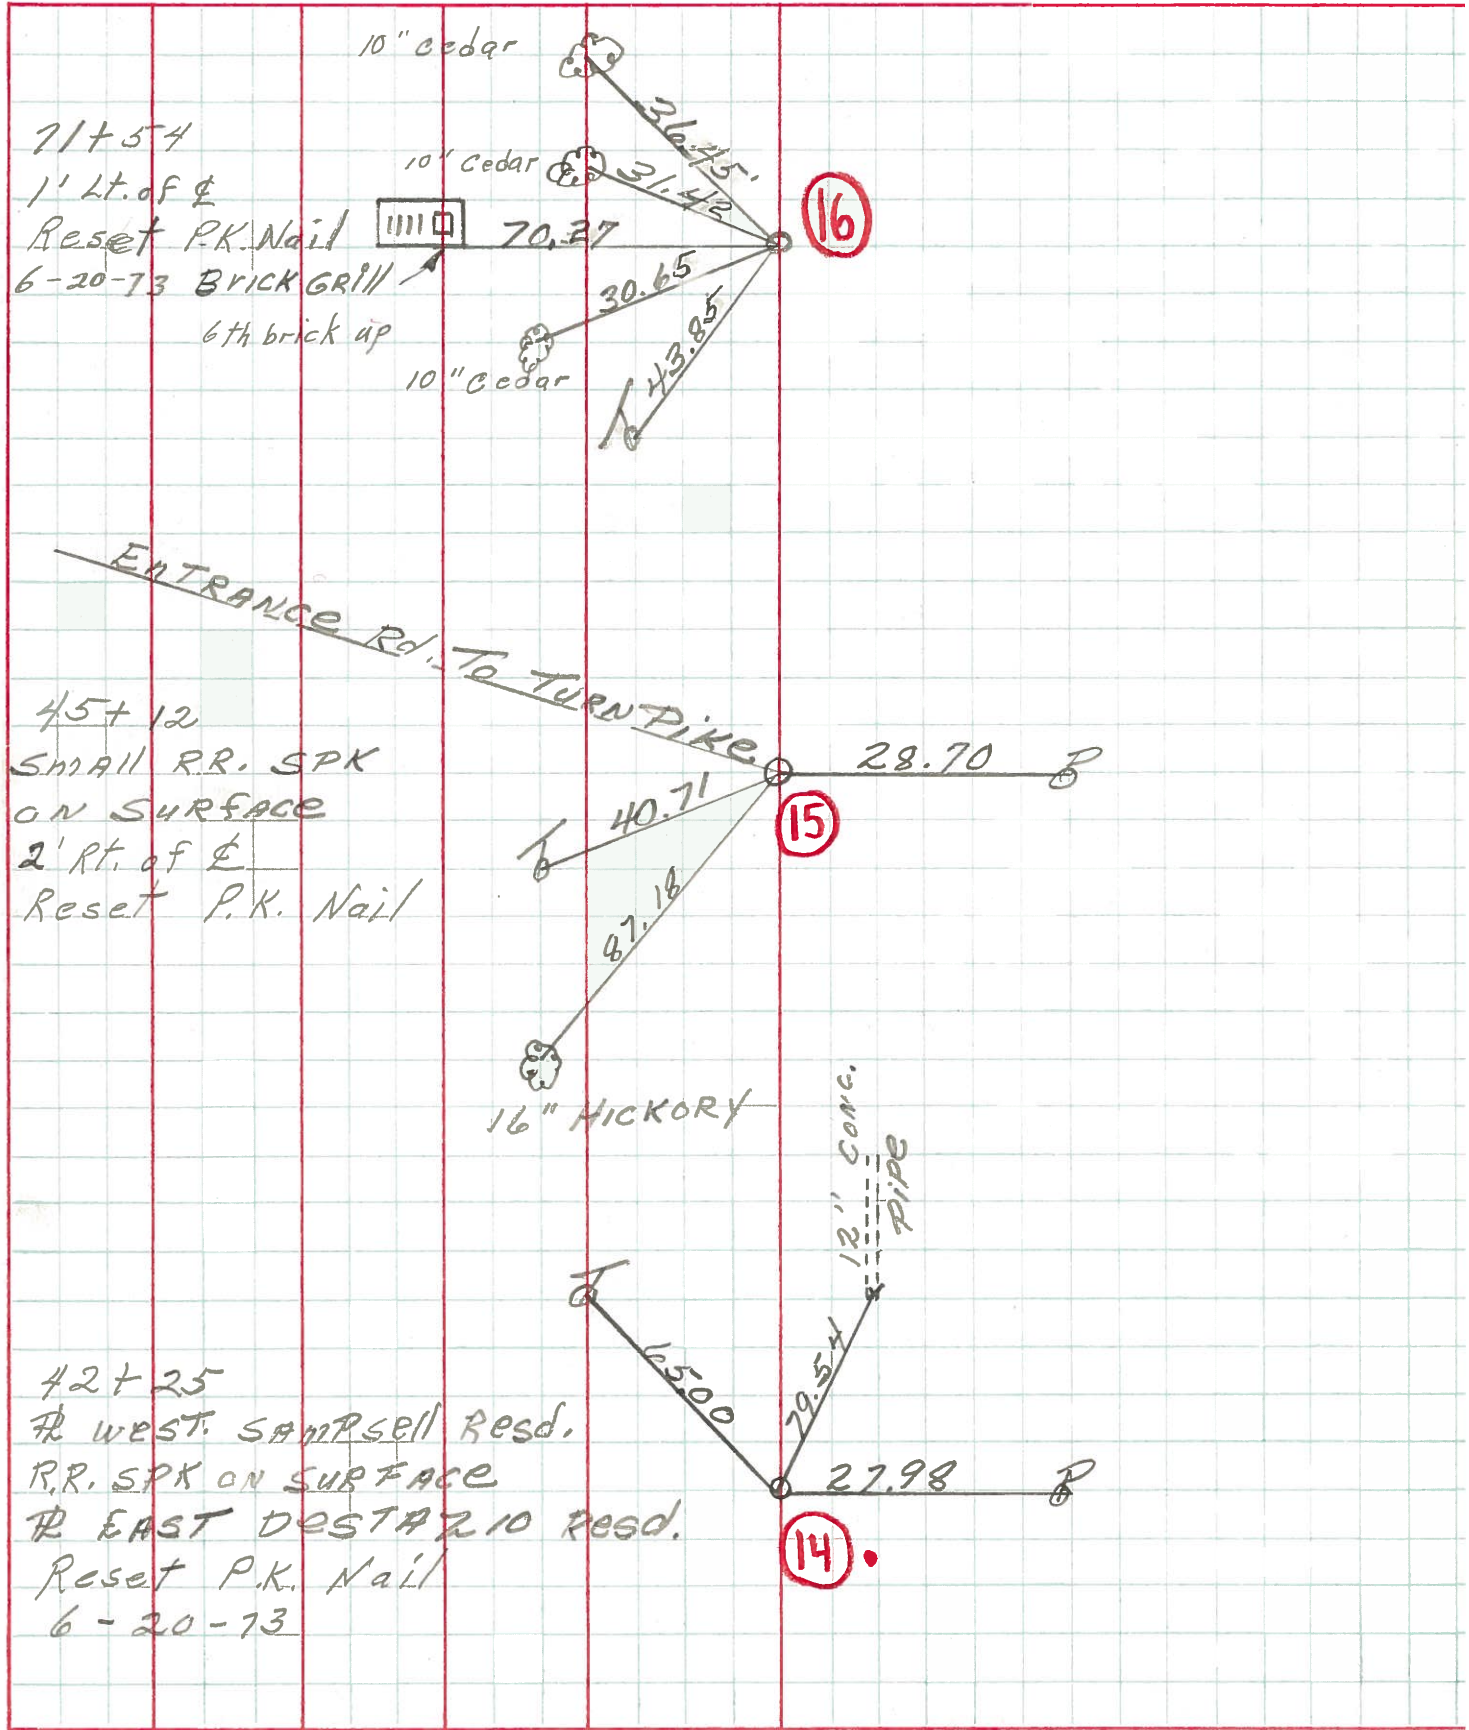 10" cedar
36.45'
71+54
1' Lt. of ℄
Reset P.K. Nail
6-20-73
10" Cedar
31.42
16
70.27
Brick Grill
6th brick up
30.65
10" Cedar
43.85
T
Entrance Rd. To Turn Pike
45+12
Small R.R. SPK
ON SURFACE
2' Rt. of ℄
Reset P.K. Nail
28.70
P
15
40.71
T
87.18
16" HICKORY
12" CONC.
PIPE
T
65.00
79.54
42+25
℄ WEST. SAMPSELL Resd.
R.R. SPK ON SURFACE
EAST DESTAZIO Resd.
Reset P.K. Nail
6-20-73
27.98
P
14